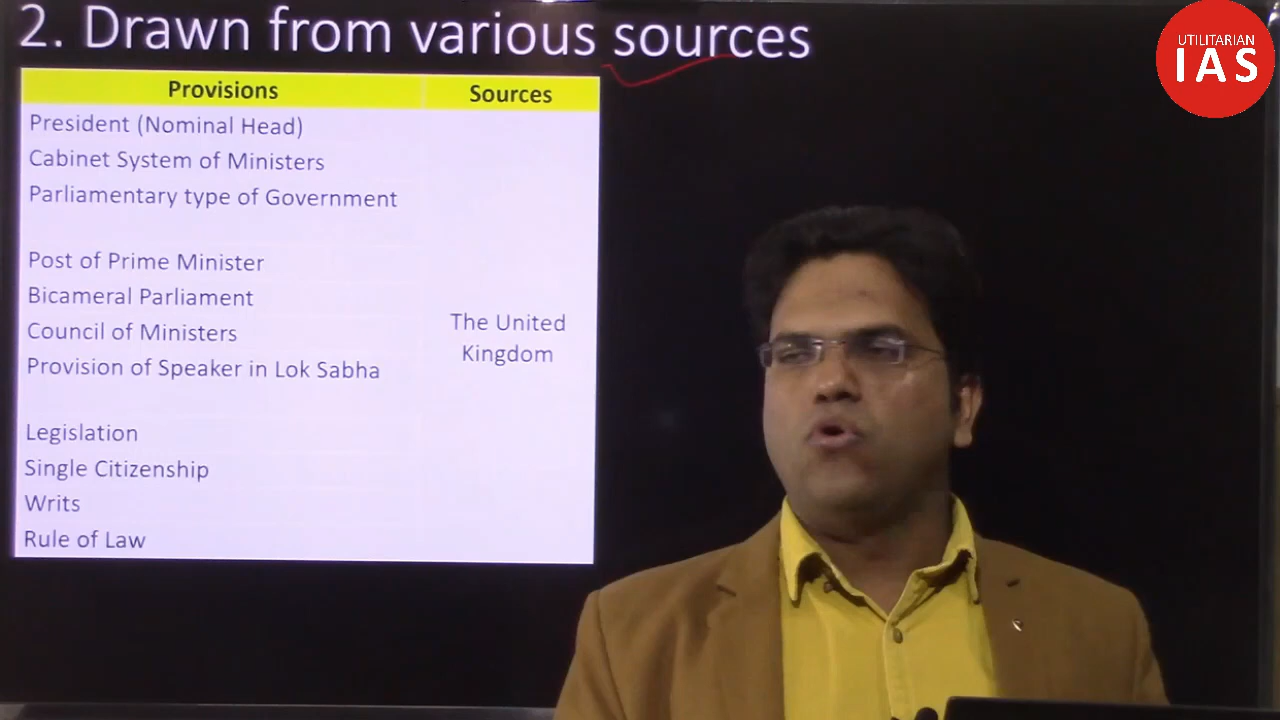 2. Drawn from various sources
UTILITARIAN
IAS
Provisions Sources
President (Nominal Head)
Cabinet System of Ministers
Parliamentary type of Government
Post of Prime Minister
Bicameral Parliament
Council of Ministers
Provision of Speaker in Lok Sabha
The United
Kingdom
Legislation
Single Citizenship
Writs
Rule of Law